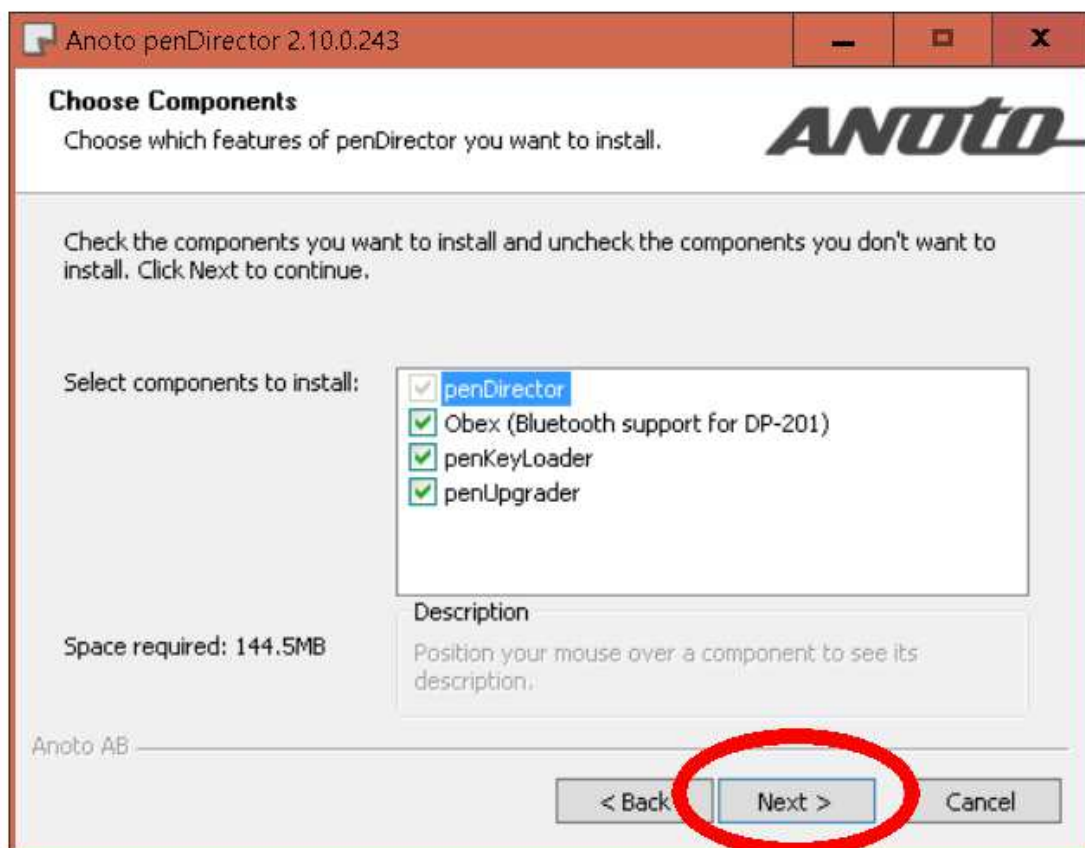 Anoto penDirector 2.10.0.243
Choose Components
Choose which features of penDirector you want to install.
ANOTO
Check the components you want to install and uncheck the components you don't want to
install. Click Next to continue.
Select components to install:
penDirector
Obex (Bluetooth support for DP-201)
penKeyLoader
penUpgrader
Space required: 144.5MB
Description
Position your mouse over a component to see its
description.
Anoto AB
< Back
Next >
Cancel